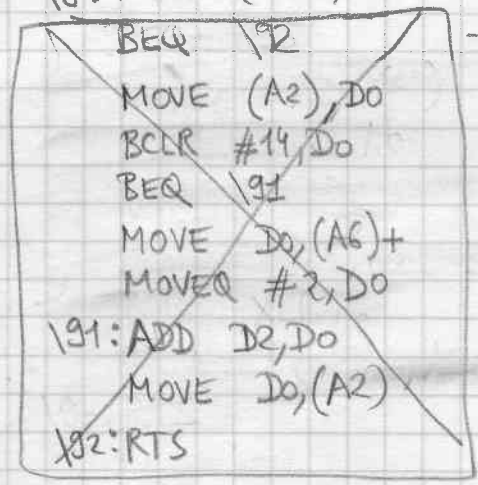 BEQ \92
MOVE (A2),D0
BCLR #14,D0
BEQ \91
MOVE D0,(A6)+
MOVEQ #2,D0
\91: ADD D2,D0
MOVE D0,(A2)
\92: RTS